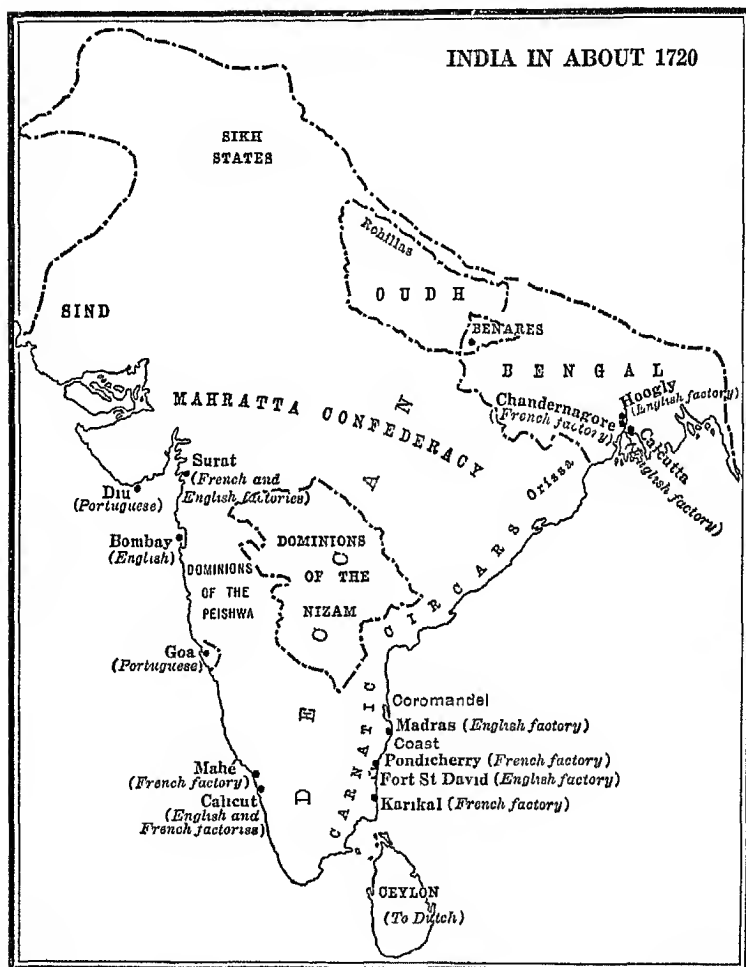 INDIA IN ABOUT 1720
SIKH
STATES
Rohillas
OUDH
SIND
BENARES
BENGAL
Hoogly
(English factory)
Chandernagore
(French factory)
Calcutta
(English factory)
MAHRATTA CONFEDERACY
Surat
(French and
English factories)
Diu
(Portuguese)
Orissa
Bombay
(English)
DOMINIONS
OF THE
PEISHWA
DOMINIONS
OF THE
NIZAM
CIRCARS
Goa
(Portuguese)
DECCAN
CARNATIC
Coromandel
Madras (English factory)
Coast
Pondicherry (French factory)
Fort St David (English factory)
Karikal (French factory)
Mahé
(French factory)
Calicut
(English and
French factories)
CEYLON
(To Dutch)